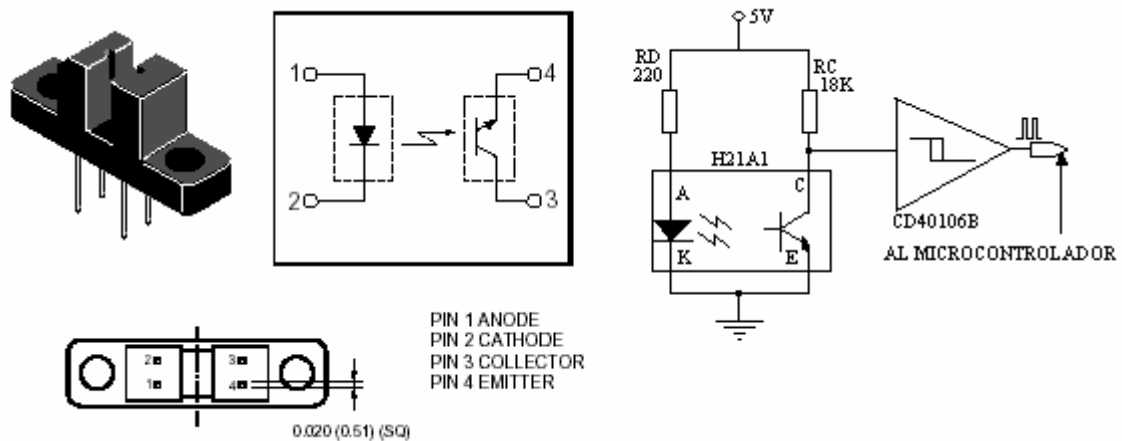 1
2
4
3
5V
RD
220
RC
18K
H21A1
A
C
K
E
CD40106B
AL MICROCONTROLADOR
PIN 1 ANODE
PIN 2 CATHODE
PIN 3 COLLECTOR
PIN 4 EMITTER
2
1
3
4
0.020 (0.51) (SQ)